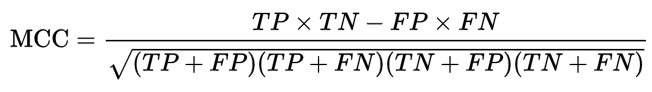 MCC = TP × TN − FP × FN / √(TP + FP)(TP + FN)(TN + FP)(TN + FN)